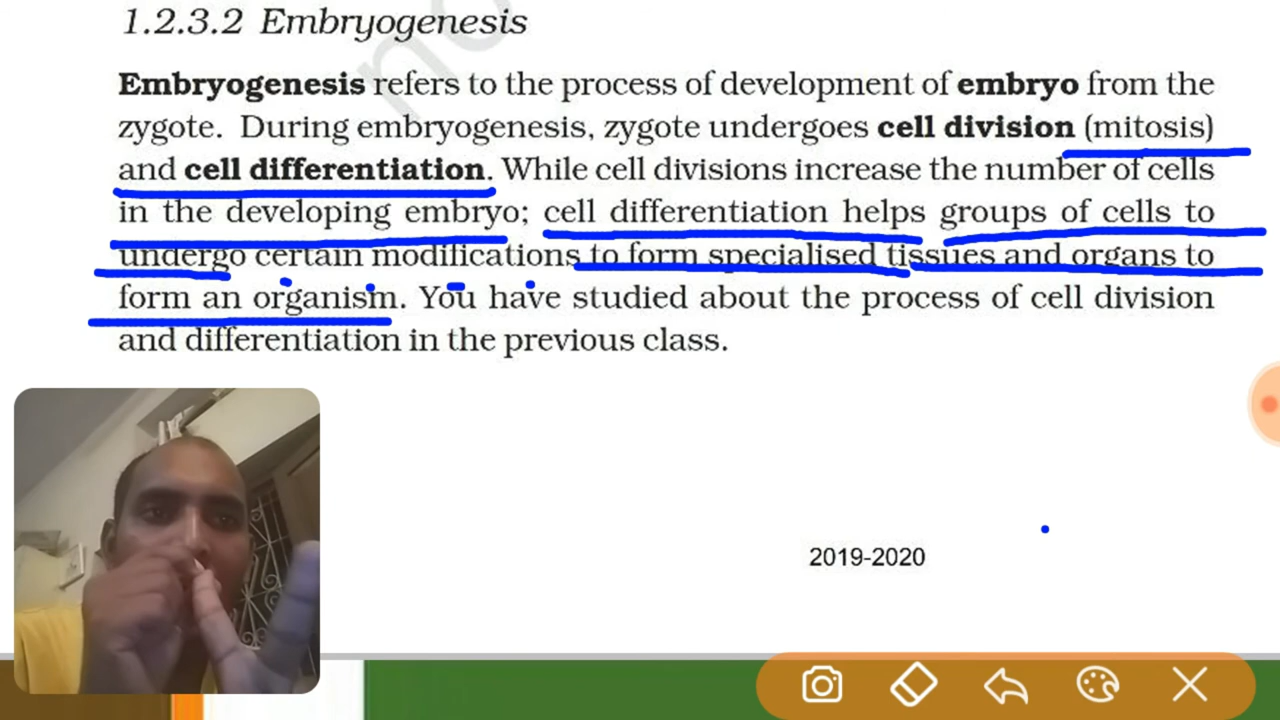 1.2.3.2 Embryogenesis
Embryogenesis refers to the process of development of embryo from the
zygote. During embryogenesis, zygote undergoes cell division (mitosis)
and cell differentiation. While cell divisions increase the number of cells
in the developing embryo; cell differentiation helps groups of cells to
undergo certain modifications to form specialised tissues and organs to
form an organism. You have studied about the process of cell division
and differentiation in the previous class.
2019-2020